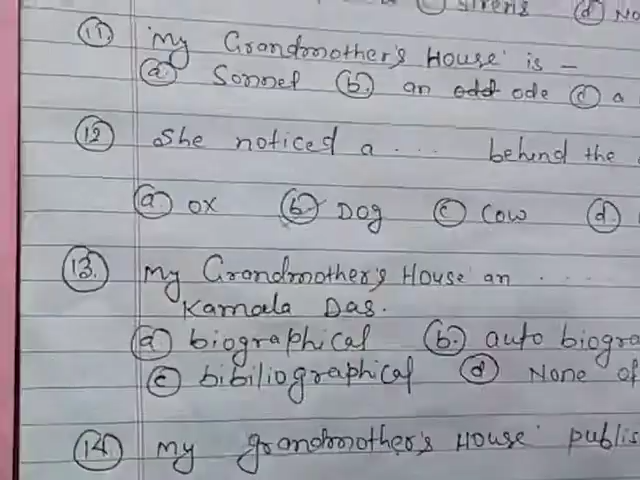 © sirens ⓓ No
⑪ My Grandmother's House is –
ⓐ Sonnet ⓑ an ode ⓒ a
⑫ She noticed a ... behind the
ⓐ OX ⓑ Dog ⓒ Cow ⓓ
⑬ My Grandmother's House an ....
Kamala Das.
ⓐ biographical ⓑ auto biogra
ⓒ bibiliographical ⓓ None of
⑭ My grandmother's House publis